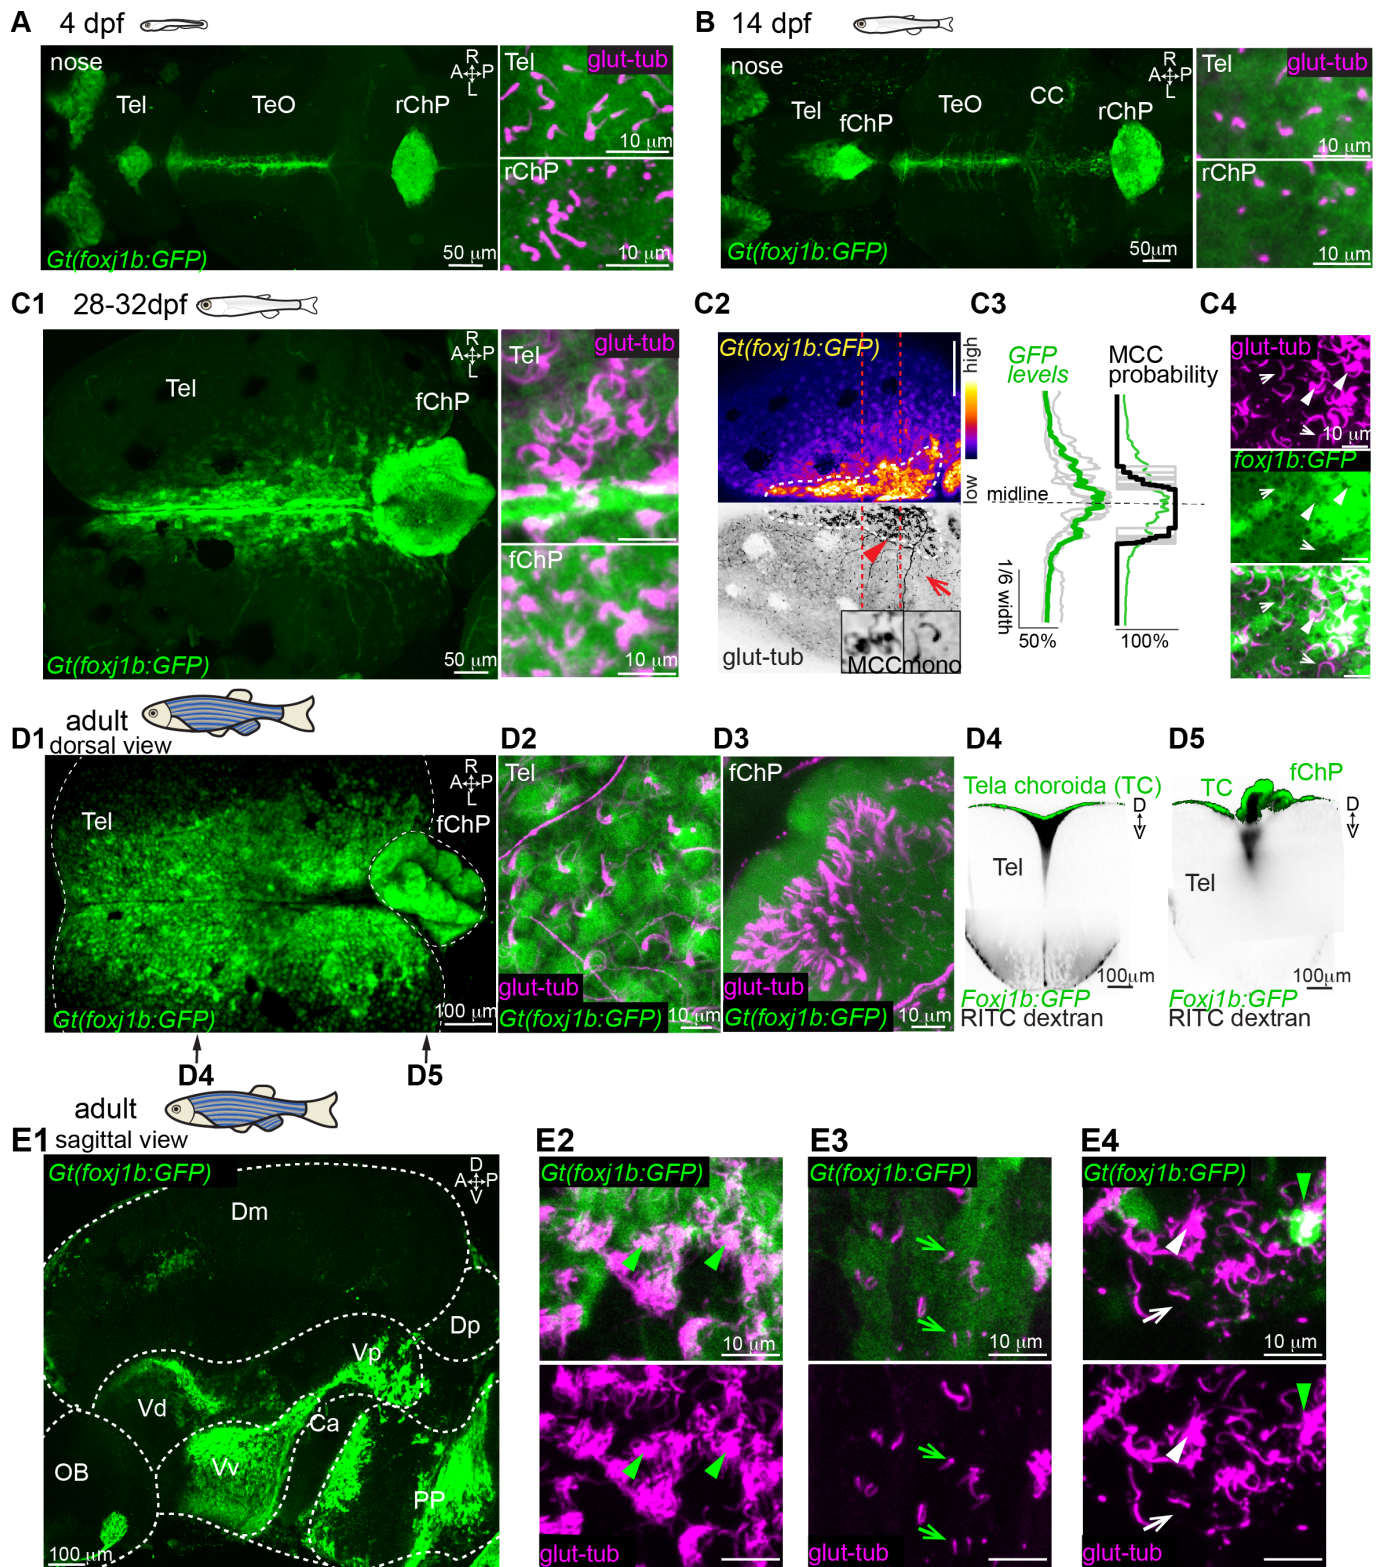 A 4 dpf
nose
Tel
TeO
rChP
R
A P
L
Gt(foxj1b:GFP)
50 µm
Tel
glut-tub
10 µm
rChP
10 µm
B 14 dpf
nose
Tel
fChP
TeO
CC
rChP
R
A P
L
Gt(foxj1b:GFP)
50µm
Tel
glut-tub
10 µm
rChP
10 µm
C1 28-32dpf
Tel
fChP
R
A P
L
Gt(foxj1b:GFP)
50 µm
Tel
glut-tub
fChP
10 µm
C2
Gt(foxj1b:GFP)
high
low
glut-tub
MCC
mono
C3
GFP
levels
MCC
probability
midline
1/6 width
50%
100%
C4
glut-tub
10 µm
foxj1b:GFP
adult
D1 dorsal view
Tel
fChP
R
A P
L
Gt(foxj1b:GFP)
100 µm
D4
D5
D2
Tel
glut-tub
Gt(foxj1b:GFP)
10 µm
D3
fChP
glut-tub
Gt(foxj1b:GFP)
10 µm
D4
Tela choroida (TC)
D
V
Tel
100µm
Foxj1b:GFP
RITC dextran
D5
fChP
TC
D
V
Tel
100µm
Foxj1b:GFP
RITC dextran
adult
E1 sagittal view
Gt(foxj1b:GFP)
D
A P
V
Dm
Dp
Vp
Vd
Ca
Vv
OB
PP
100 µm
E2
Gt(foxj1b:GFP)
10 µm
glut-tub
E3
Gt(foxj1b:GFP)
10 µm
glut-tub
E4
Gt(foxj1b:GFP)
10 µm
glut-tub